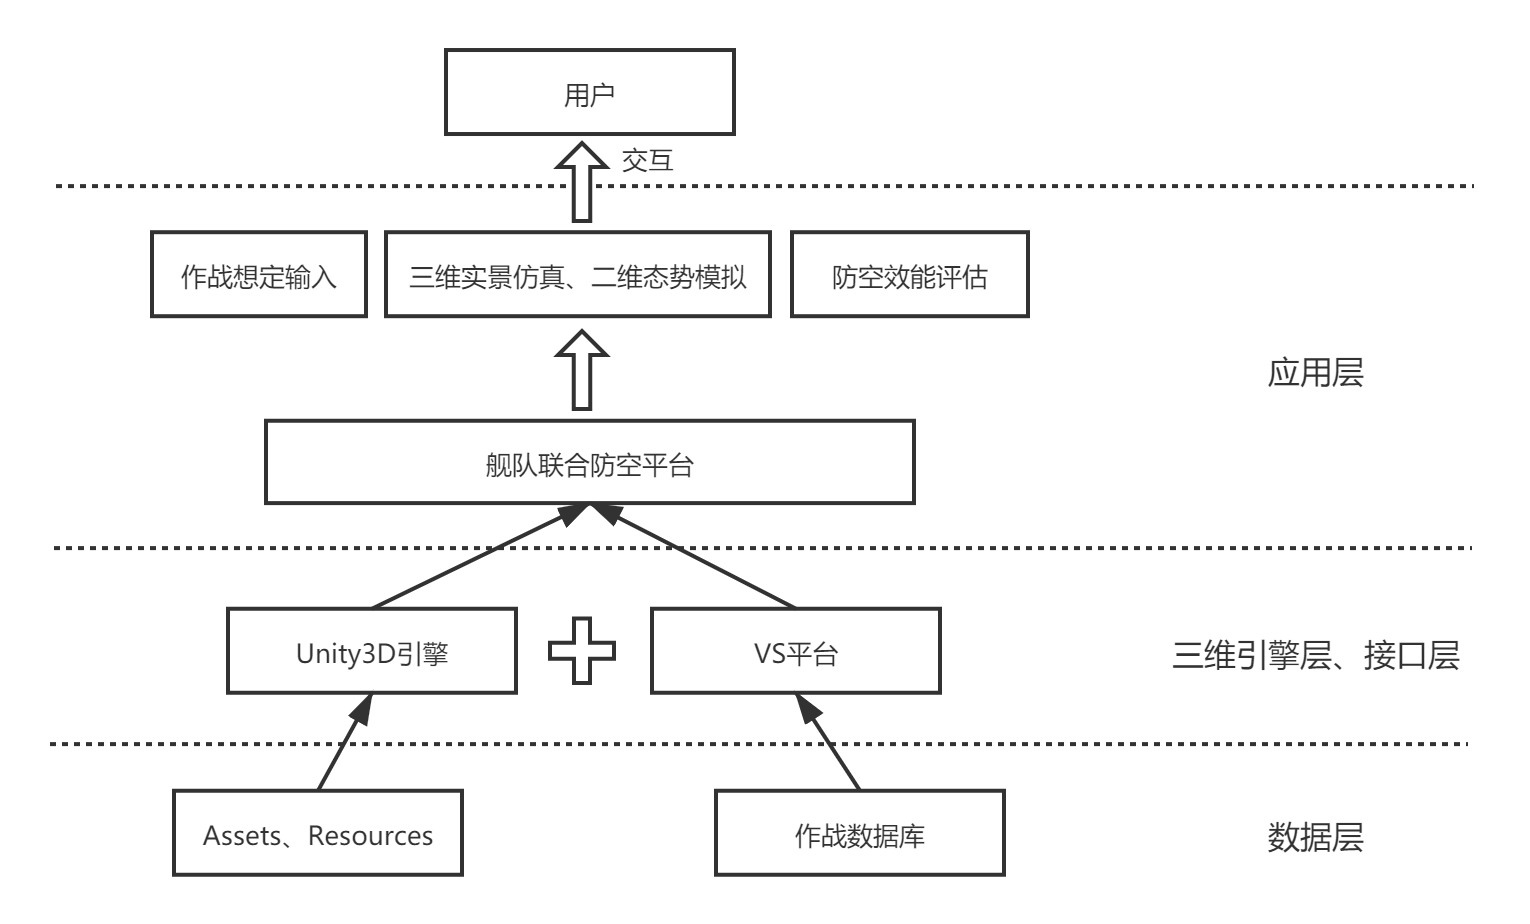 用户
交互
作战想定输入
三维实景仿真、二维态势模拟
防空效能评估
应用层
舰队联合防空平台
Unity3D引擎
VS平台
三维引擎层、接口层
Assets、Resources
作战数据库
数据层